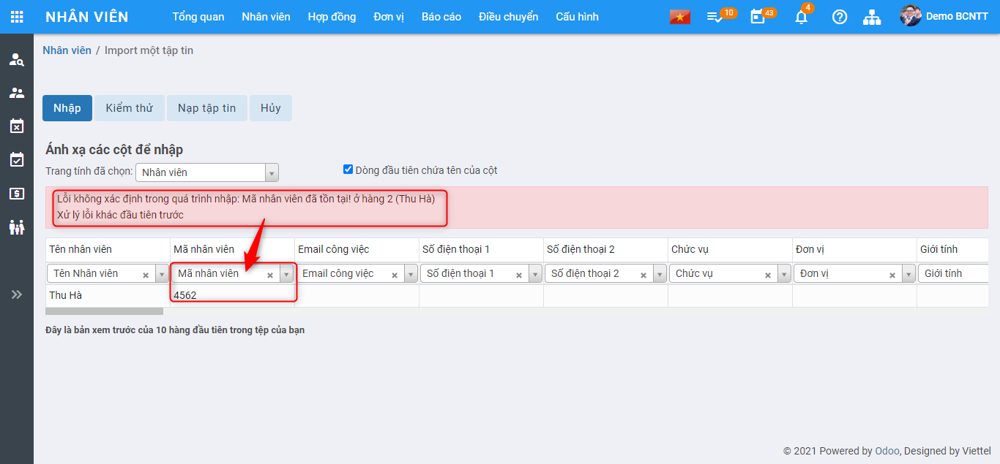 NHÂN VIÊN Tổng quan Nhân viên Hợp đồng Đơn vị Báo cáo Điều chuyển Cấu hình 10 43 4 Demo BCNTT
Nhân viên / Import một tập tin
Nhập Kiểm thử Nạp tập tin Hủy
Ánh xạ các cột để nhập
Trang tính đã chọn: Nhân viên Dòng đầu tiên chứa tên của cột
Lỗi không xác định trong quá trình nhập: Mã nhân viên đã tồn tại! ở hàng 2 (Thu Hà)
Xử lý lỗi khác đầu tiên trước
Tên nhân viên Mã nhân viên Email công việc Số điện thoại 1 Số điện thoại 2 Chức vụ Đơn vị Giới tính
Tên Nhân viên Mã nhân viên Email công việc Số điện thoại 1 Số điện thoại 2 Chức vụ Đơn vị Giới tính
Thu Hà 4562
Đây là bản xem trước của 10 hàng đầu tiên trong tệp của bạn
© 2021 Powered by Odoo, Designed by Viettel